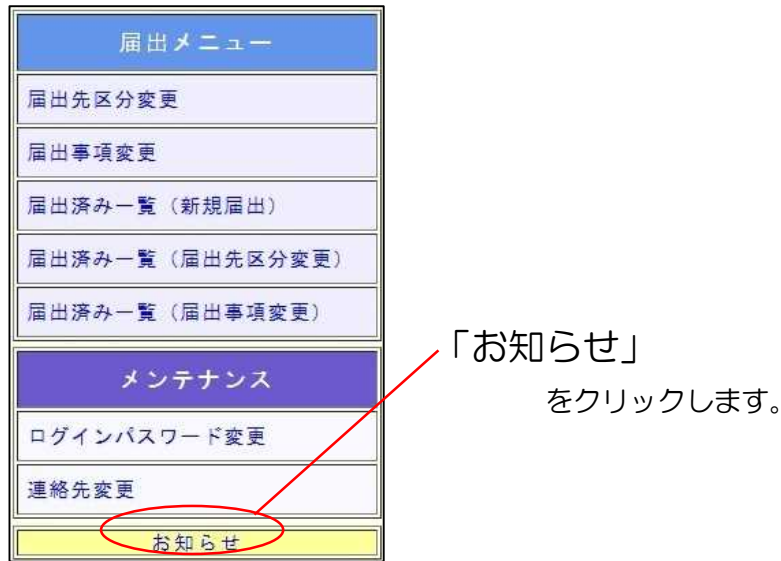 届出メニュー
届出先区分変更
届出事項変更
届出済み一覧（新規届出）
届出済み一覧（届出先区分変更）
届出済み一覧（届出事項変更）
メンテナンス
ログインパスワード変更
連絡先変更
お知らせ
「お知らせ」
をクリックします。